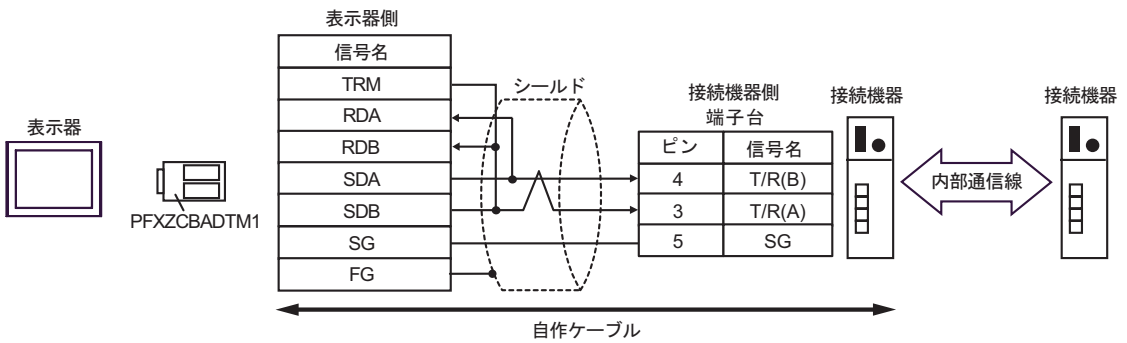 表示器
PFXZCBADTM1
表示器側
信号名
TRM
RDA
RDB
SDA
SDB
SG
FG
シールド
接続機器側
端子台
ピン 信号名
4 T/R(B)
3 T/R(A)
5 SG
接続機器
内部通信線
接続機器
自作ケーブル